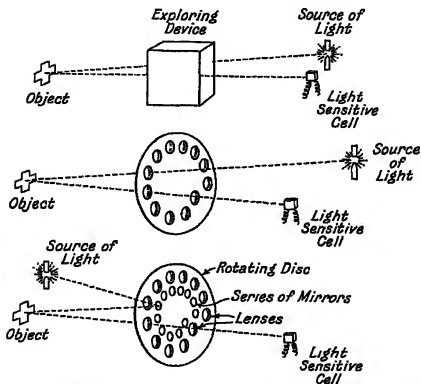 Exploring
Device
Source of
Light
Object
Light
Sensitive
Cell
Source
of
Light
Object
Light
Sensitive
Cell
Source of
Light
Rotating Disc
Series of Mirrors
Lenses
Object
Light
Sensitive
Cell